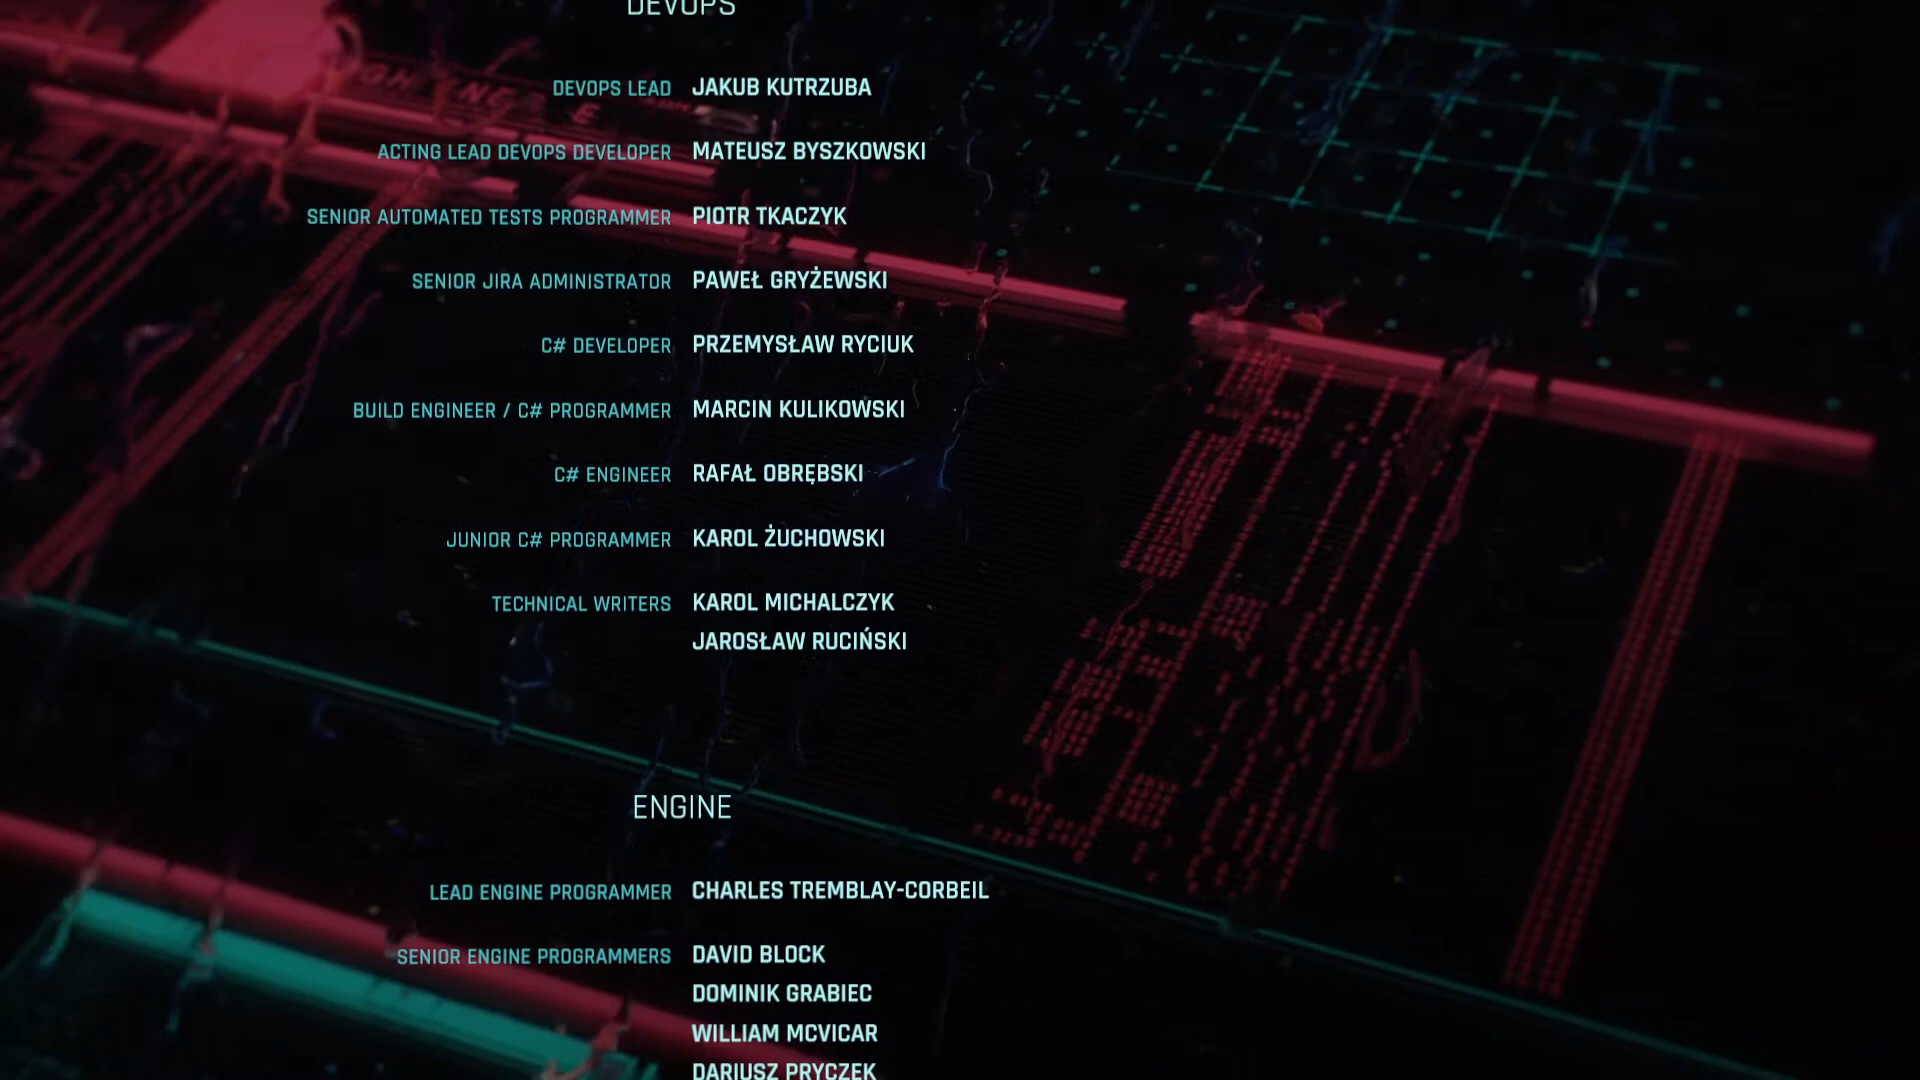 DEVOPS
DEVOPS LEAD JAKUB KUTRZUBA
ACTING LEAD DEVOPS DEVELOPER MATEUSZ BYSZKOWSKI
SENIOR AUTOMATED TESTS PROGRAMMER PIOTR TKACZYK
SENIOR JIRA ADMINISTRATOR PAWEŁ GRYŻEWSKI
C# DEVELOPER PRZEMYSŁAW RYCIUK
BUILD ENGINEER / C# PROGRAMMER MARCIN KULIKOWSKI
C# ENGINEER RAFAŁ OBRĘBSKI
JUNIOR C# PROGRAMMER KAROL ŻUCHOWSKI
TECHNICAL WRITERS KAROL MICHALCZYK
JAROSŁAW RUCIŃSKI
ENGINE
LEAD ENGINE PROGRAMMER CHARLES TREMBLAY-CORBEIL
SENIOR ENGINE PROGRAMMERS DAVID BLOCK
DOMINIK GRABIEC
WILLIAM MCVICAR
DARIUSZ PRYCZEK